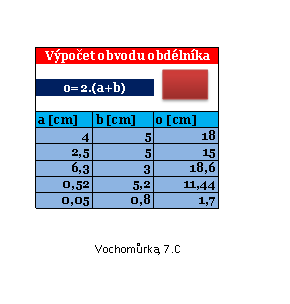 Výpočet obvodu obdélníka
o=2.(a+b)
a [cm] b [cm] o [cm]
4 5 18
2,5 5 15
6,3 3 18,6
0,52 5,2 11,44
0,05 0,8 1,7
Vochomůrka, 7.C